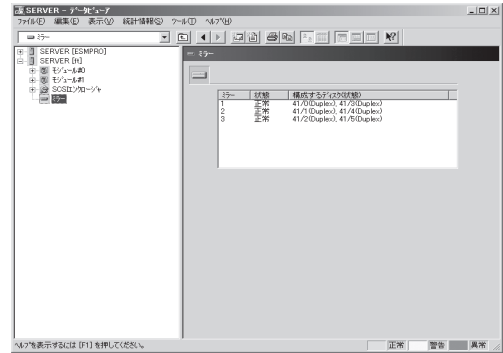 SERVER - ﾃﾞｰﾀﾋﾞｭｰｱ
ﾌｧｲﾙ(F) 編集(E) 表示(V) 統計情報(S) ﾂｰﾙ(T) ﾍﾙﾌﾟ(H)
ﾐﾗｰ
SERVER [ESMPRO]
SERVER [ft]
ﾓｼﾞｭｰﾙ#0
ﾓｼﾞｭｰﾙ#1
SCSIｴﾝｸﾛｰｼﾞｬ
ﾐﾗｰ
ﾐﾗｰ
ﾐﾗｰ 状態 構成するﾃﾞｨｽｸ(状態)
1 正常 41/0(Duplex), 41/3(Duplex)
2 正常 41/1(Duplex), 41/4(Duplex)
3 正常 41/2(Duplex), 41/5(Duplex)
ﾍﾙﾌﾟを表示するには [F1] を押してください。 正常 警告 異常